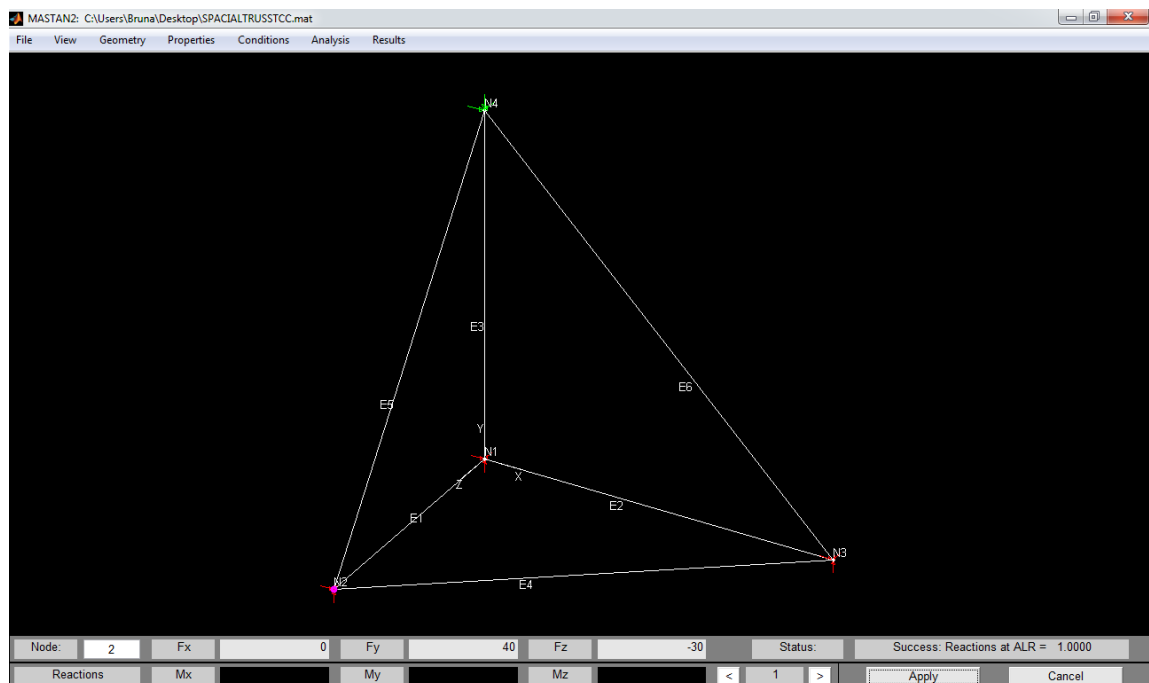 MASTAN2: C:\Users\Bruna\Desktop\SPACIALTRUSSTCC.mat
File View Geometry Properties Conditions Analysis Results
N4
E3
E6
E5
Y
N1
Z X
E2
E1
N3
N2
E4
Node: 2 Fx 0 Fy 40 Fz -30 Status: Success: Reactions at ALR = 1.0000
Reactions Mx My Mz < 1 > Apply Cancel